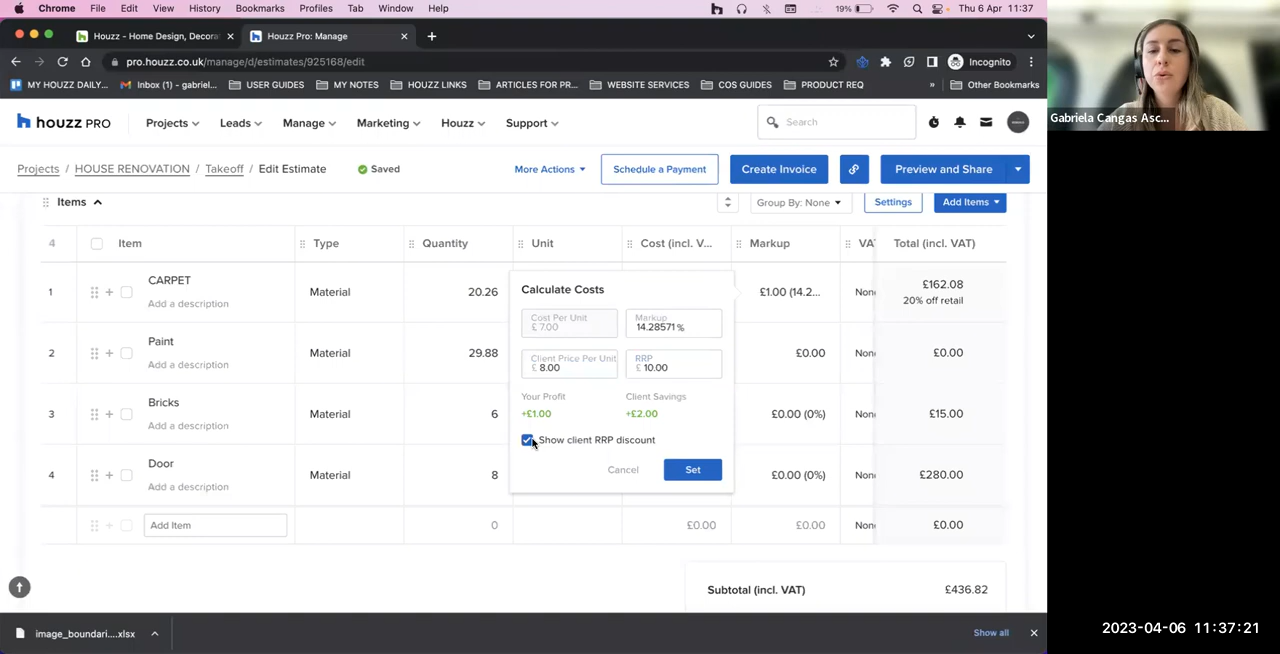 Chrome File Edit View History Bookmarks Profiles Tab Window Help 19% Thu 6 Apr 11:37
Houzz - Home Design, Decora
Houzz Pro: Manage
pro.houzz.co.uk/manage/d/estimates/925168/edit
Incognito
MY HOUZZ DAILY... Inbox (1) - gabriel... USER GUIDES MY NOTES HOUZZ LINKS ARTICLES FOR PR... WEBSITE SERVICES COS GUIDES PRODUCT REQ » Other Bookmarks
Gabriela Cangas Asc...
houzz PRO Projects Leads Manage Marketing Houzz Support Search
Projects / HOUSE RENOVATION / Takeoff / Edit Estimate Saved More Actions Schedule a Payment Create Invoice Preview and Share
Items Group By: None Settings Add Items
4 Item Type Quantity Unit Cost (incl. V... Markup VAT Total (incl. VAT)
1 CARPET Material 20.26 £1.00 (14.2... None £162.08
Add a description 20% off retail
2 Paint Material 29.88 £0.00 None £0.00
Add a description
3 Bricks Material 6 £0.00 (0%) None £15.00
Add a description
4 Door Material 8 £0.00 (0%) None £280.00
Add a description
Add Item 0 £0.00 £0.00 None £0.00
Calculate Costs
Cost Per Unit Markup
£ 7.00 14.28571 %
Client Price Per Unit RRP
£ 8.00 £ 10.00
Your Profit Client Savings
+£1.00 +£2.00
Show client RRP discount
Cancel Set
Subtotal (incl. VAT) £436.82
image_boundari....xlsx Show all
2023-04-06 11:37:21